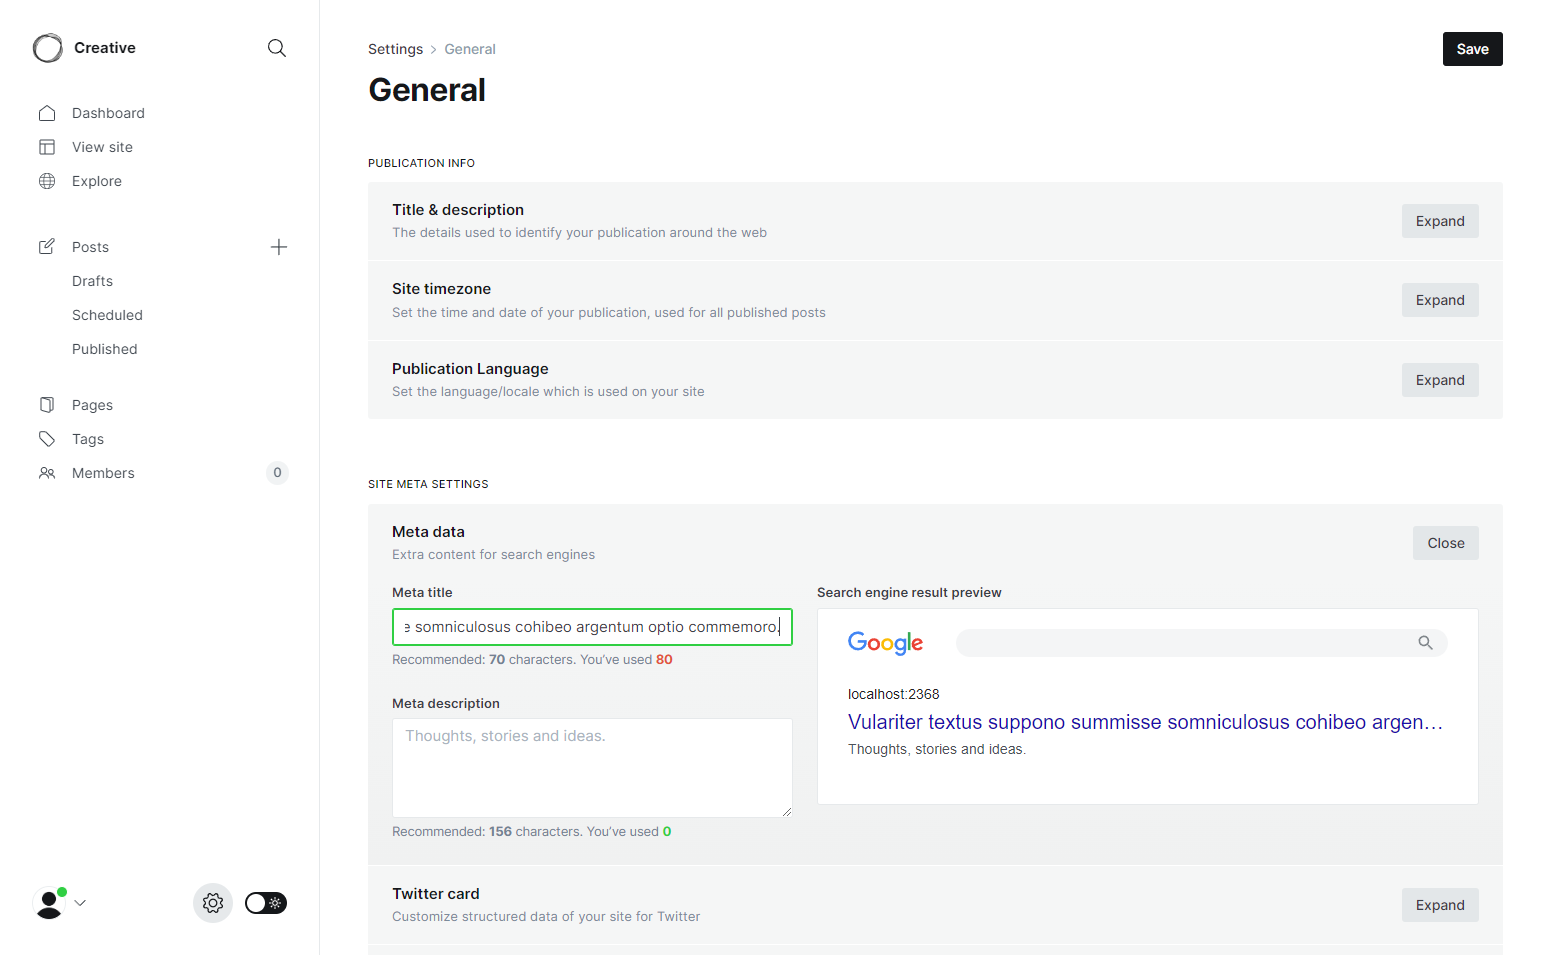 Creative
Dashboard
View site
Explore
Posts
Drafts
Scheduled
Published
Pages
Tags
Members
0
Settings > General
Save
General
PUBLICATION INFO
Title & description
The details used to identify your publication around the web
Expand
Site timezone
Set the time and date of your publication, used for all published posts
Expand
Publication Language
Set the language/locale which is used on your site
Expand
SITE META SETTINGS
Meta data
Extra content for search engines
Close
Meta title
e somniculosus cohibeo argentum optio commemoro.
Recommended: 70 characters. You’ve used 80
Meta description
Thoughts, stories and ideas.
Recommended: 156 characters. You’ve used 0
Search engine result preview
Google
localhost:2368
Vulariter textus suppono summisse somniculosus cohibeo argen…
Thoughts, stories and ideas.
Twitter card
Customize structured data of your site for Twitter
Expand